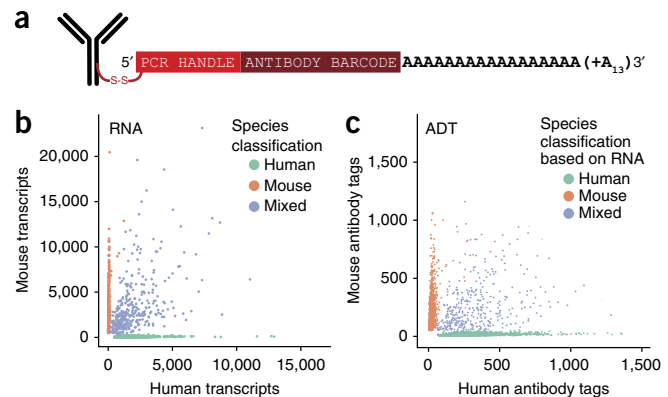 a
5′ PCR HANDLE ANTIBODY BARCODE AAAAAAAAAAAAAAAAA (+A13) 3′
S-S
b
RNA
Species
classification
Human
Mouse
Mixed
Mouse transcripts
20,000
15,000
10,000
5,000
0
0 5,000 10,000 15,000
Human transcripts
c
ADT
Species
classification
based on RNA
Human
Mouse
Mixed
Mouse antibody tags
1,500
1,000
500
0
0 500 1,000 1,500
Human antibody tags